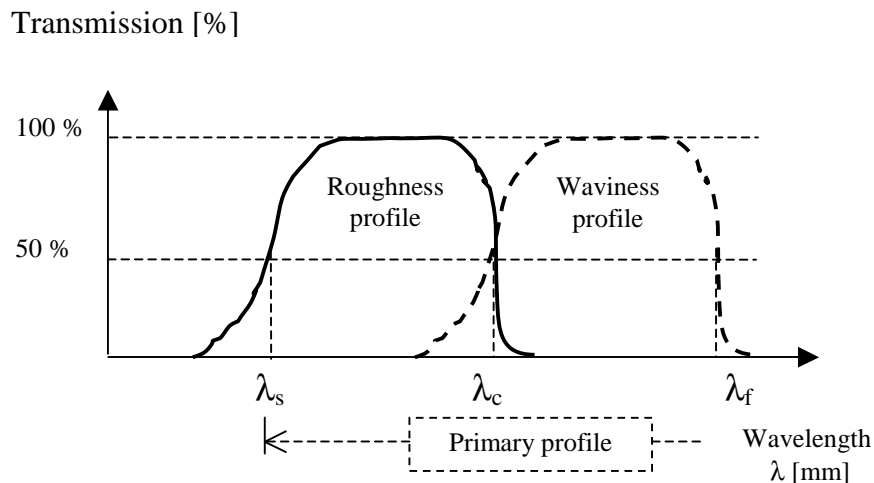 Transmission [%]
100 %
Roughness
profile
Waviness
profile
50 %
λs
λc
λf
Primary profile
Wavelength
λ [mm]